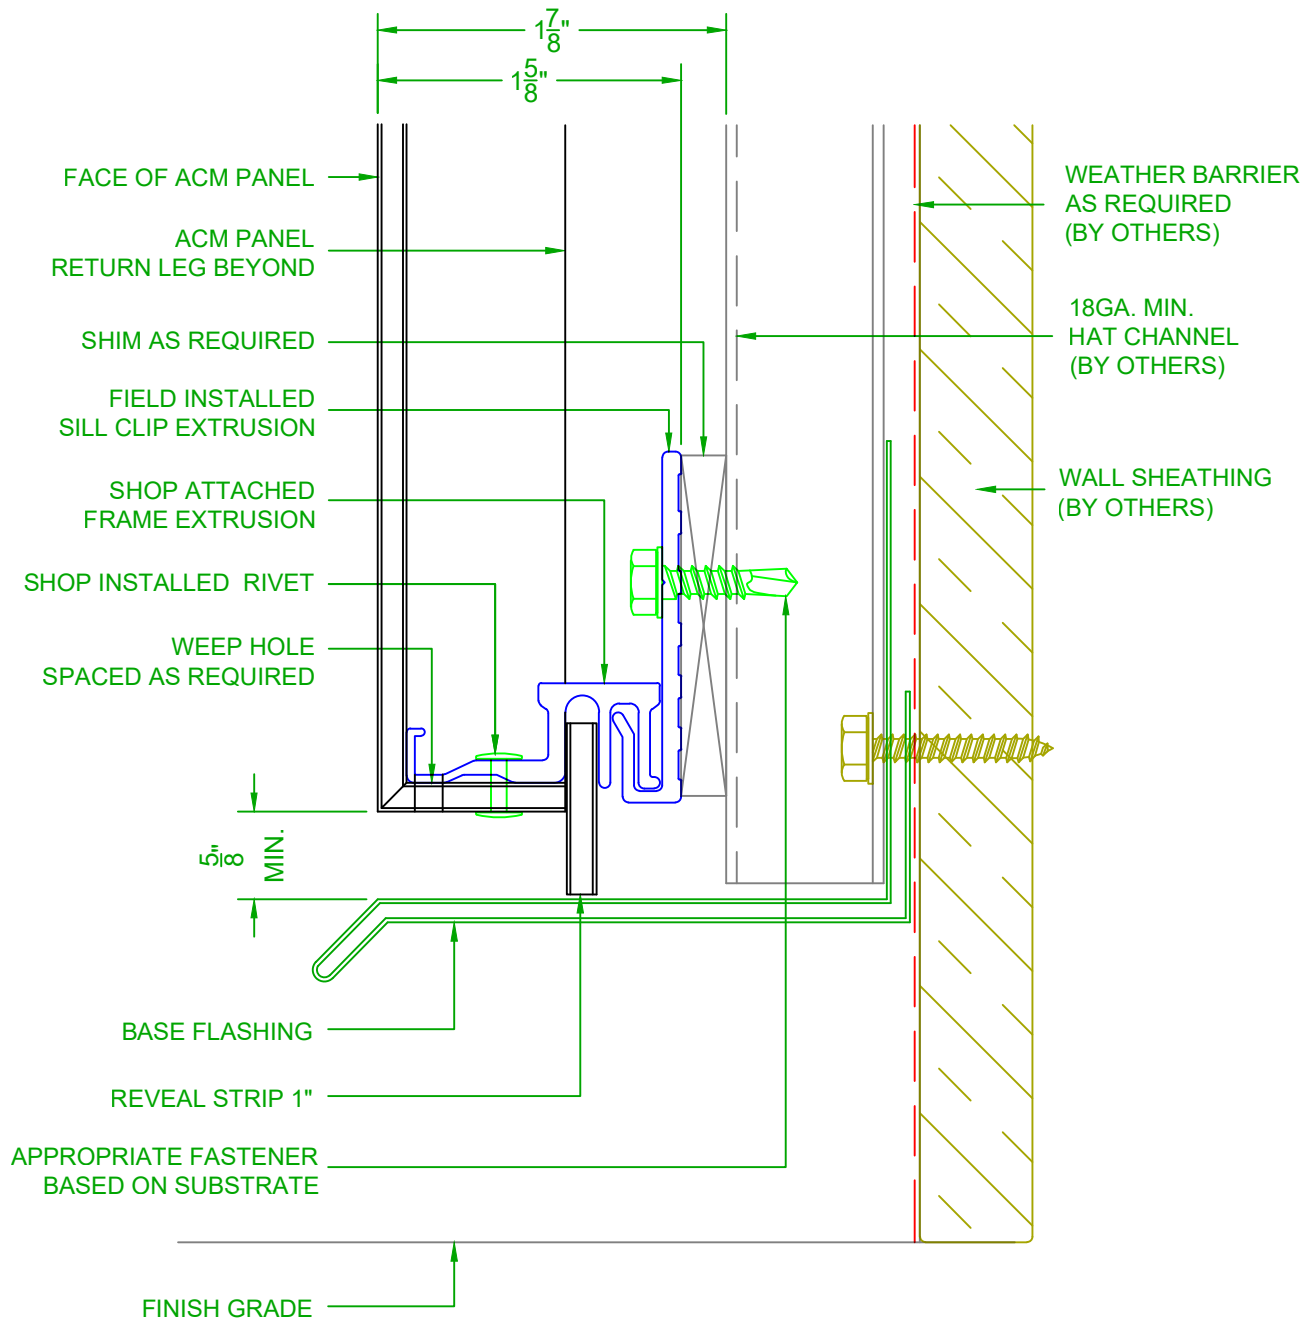 1 7/8"
1 5/8"
FACE OF ACM PANEL
ACM PANEL
RETURN LEG BEYOND
SHIM AS REQUIRED
FIELD INSTALLED
SILL CLIP EXTRUSION
SHOP ATTACHED
FRAME EXTRUSION
SHOP INSTALLED RIVET
WEEP HOLE
SPACED AS REQUIRED
5/8"
MIN.
BASE FLASHING
REVEAL STRIP 1"
APPROPRIATE FASTENER
BASED ON SUBSTRATE
FINISH GRADE
WEATHER BARRIER
AS REQUIRED
(BY OTHERS)
18GA. MIN.
HAT CHANNEL
(BY OTHERS)
WALL SHEATHING
(BY OTHERS)